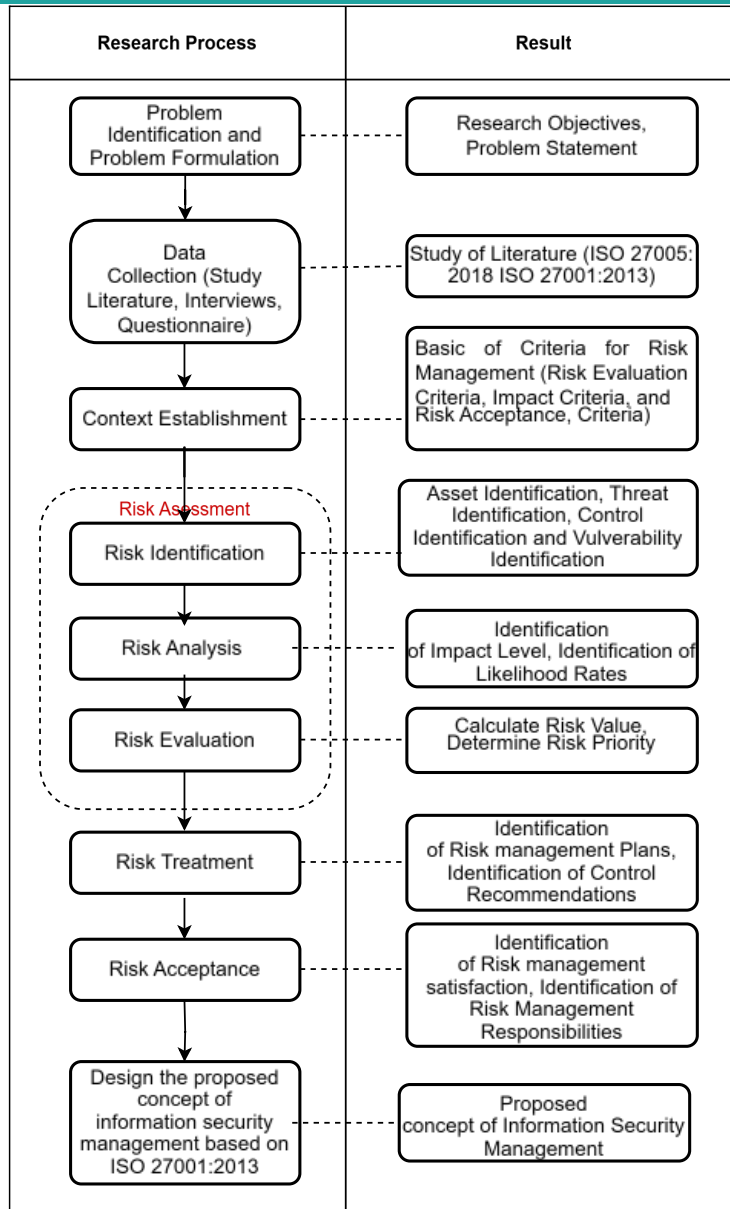 Research Process
Result
Problem
Identification and
Problem Formulation
Research Objectives,
Problem Statement
Data
Collection (Study
Literature, Interviews,
Questionnaire)
Study of Literature (ISO 27005:
2018 ISO 27001:2013)
Context Establishment
Basic of Criteria for Risk
Management (Risk Evaluation
Criteria, Impact Criteria, and
Risk Acceptance, Criteria)
Risk Asessment
Risk Identification
Asset Identification, Threat
Identification, Control
Identification and Vulverability
Identification
Risk Analysis
Identification
of Impact Level, Identification of
Likelihood Rates
Risk Evaluation
Calculate Risk Value,
Determine Risk Priority
Risk Treatment
Identification
of Risk management Plans,
Identification of Control
Recommendations
Risk Acceptance
Identification
of Risk management
satisfaction, Identification of
Risk Management
Responsibilities
Design the proposed
concept of
information security
management based on
ISO 27001:2013
Proposed
concept of Information Security
Management